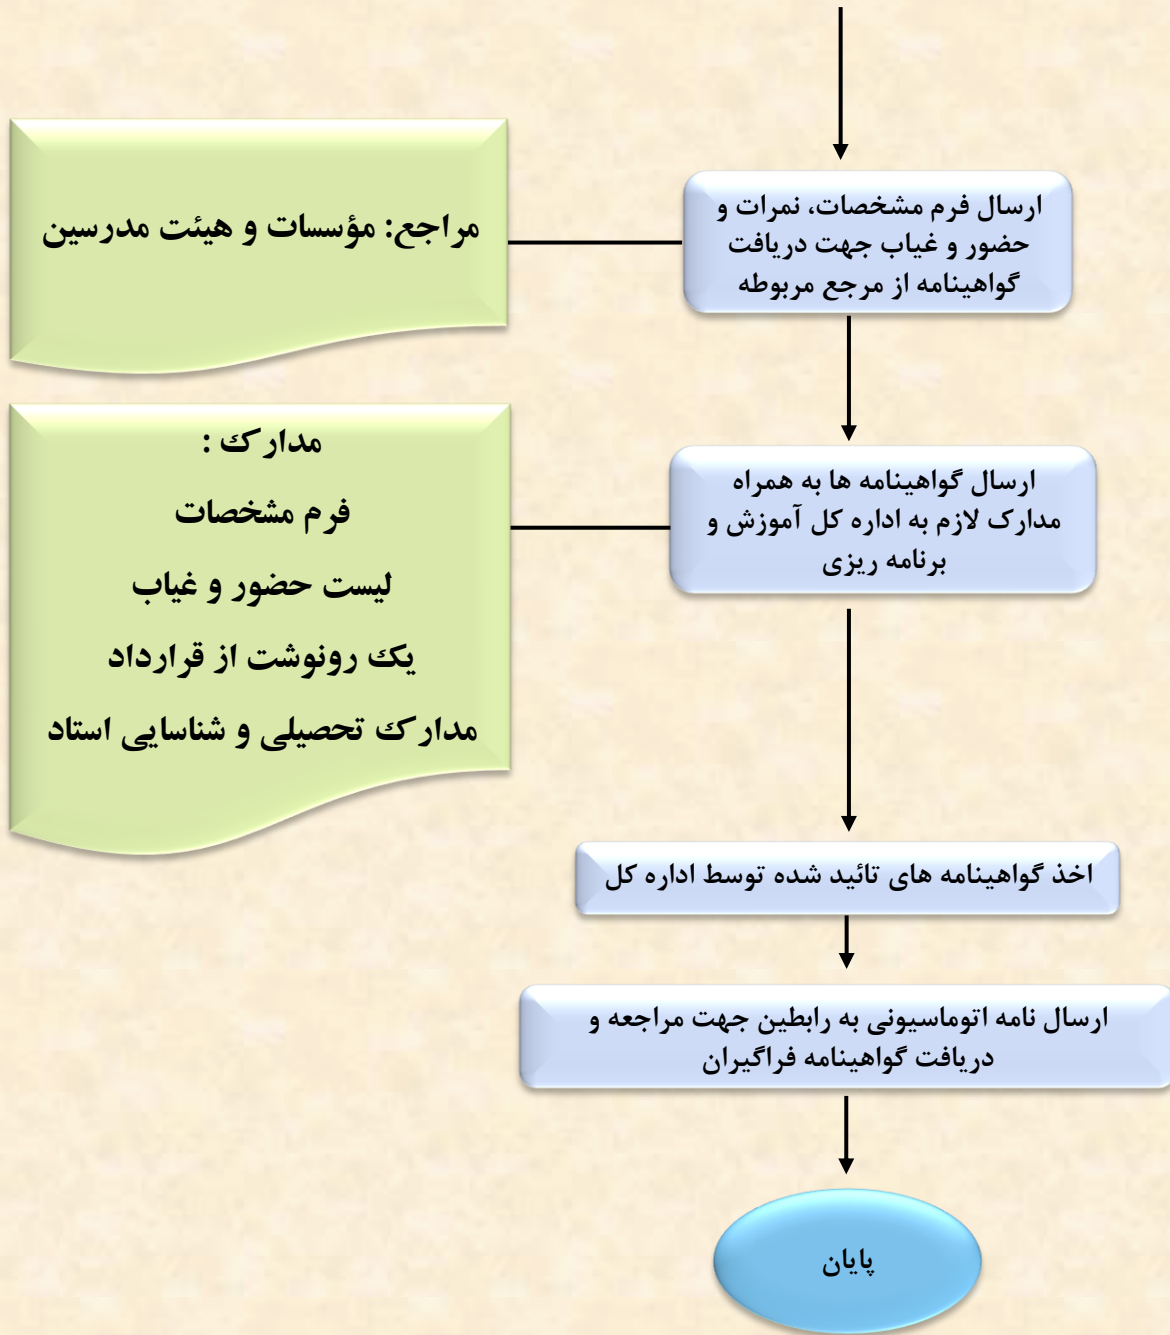 ارسال فرم مشخصات، نمرات و
حضور و غیاب جهت دریافت
گواهینامه از مرجع مربوطه
مراجع: مؤسسات و هیئت مدرسین
ارسال گواهینامه ها به همراه
مدارک لازم به اداره کل آموزش و
برنامه ریزی
مدارک :
فرم مشخصات
لیست حضور و غیاب
یک رونوشت از قرارداد
مدارک تحصیلی و شناسایی استاد
اخذ گواهینامه های تائید شده توسط اداره کل
ارسال نامه اتوماسیونی به رابطین جهت مراجعه و
دریافت گواهینامه فراگیران
پایان